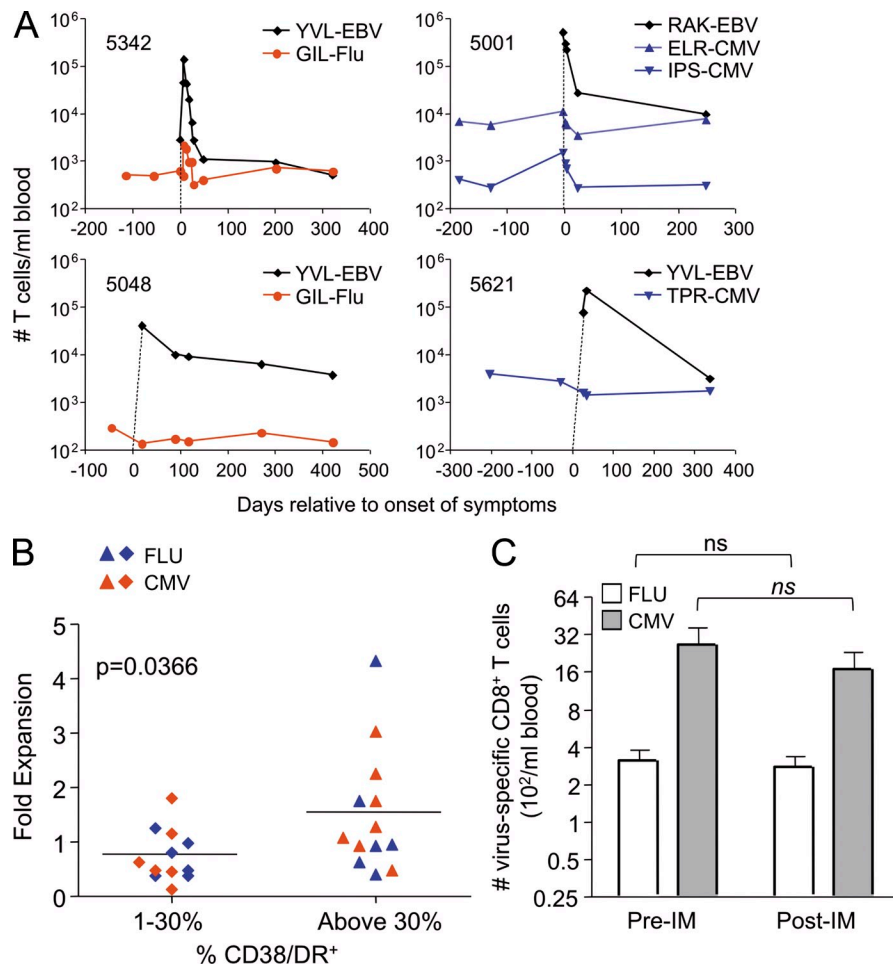 A
# T cells/ml blood
5342
YVL-EBV
GIL-Flu
10^6
10^5
10^4
10^3
10^2
-200 -100 0 100 200 300 400
5001
RAK-EBV
ELR-CMV
IPS-CMV
10^6
10^5
10^4
10^3
10^2
-200 -100 0 100 200 300
5048
YVL-EBV
GIL-Flu
10^6
10^5
10^4
10^3
10^2
-100 0 100 200 300 400 500
5621
YVL-EBV
TPR-CMV
10^6
10^5
10^4
10^3
10^2
-300 -200 -100 0 100 200 300 400
Days relative to onset of symptoms
B
FLU
CMV
p=0.0366
Fold Expansion
5
4
3
2
1
0
1-30% Above 30%
% CD38/DR⁺
C
ns
ns
FLU
CMV
# virus-specific CD8⁺ T cells
(10²/ml blood)
64
32
16
8
4
2
1
0.5
0.25
Pre-IM Post-IM